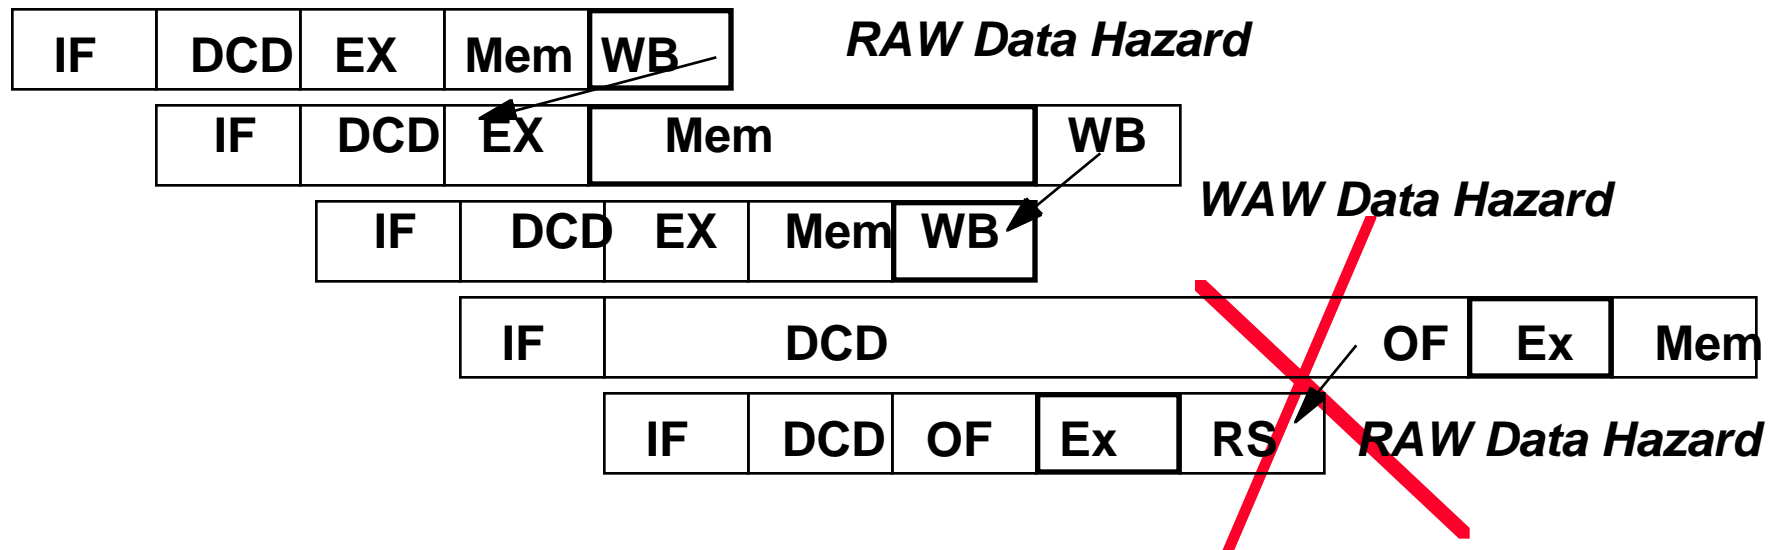 IF DCD EX Mem WB RAW Data Hazard
IF DCD EX Mem WB
WAW Data Hazard
IF DCD EX Mem WB
IF DCD OF Ex Mem
IF DCD OF Ex RS RAW Data Hazard